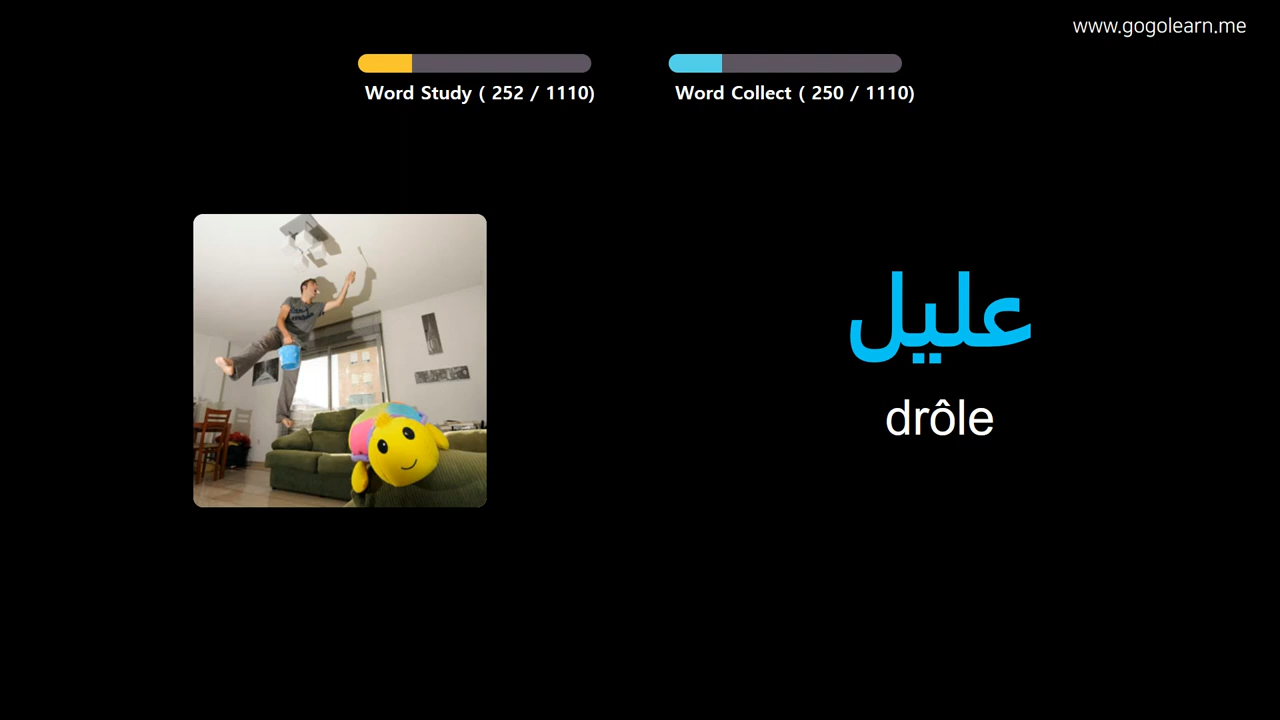 www.gogolearn.me
Word Study ( 252 / 1110)
Word Collect ( 250 / 1110)
عليل
drôle